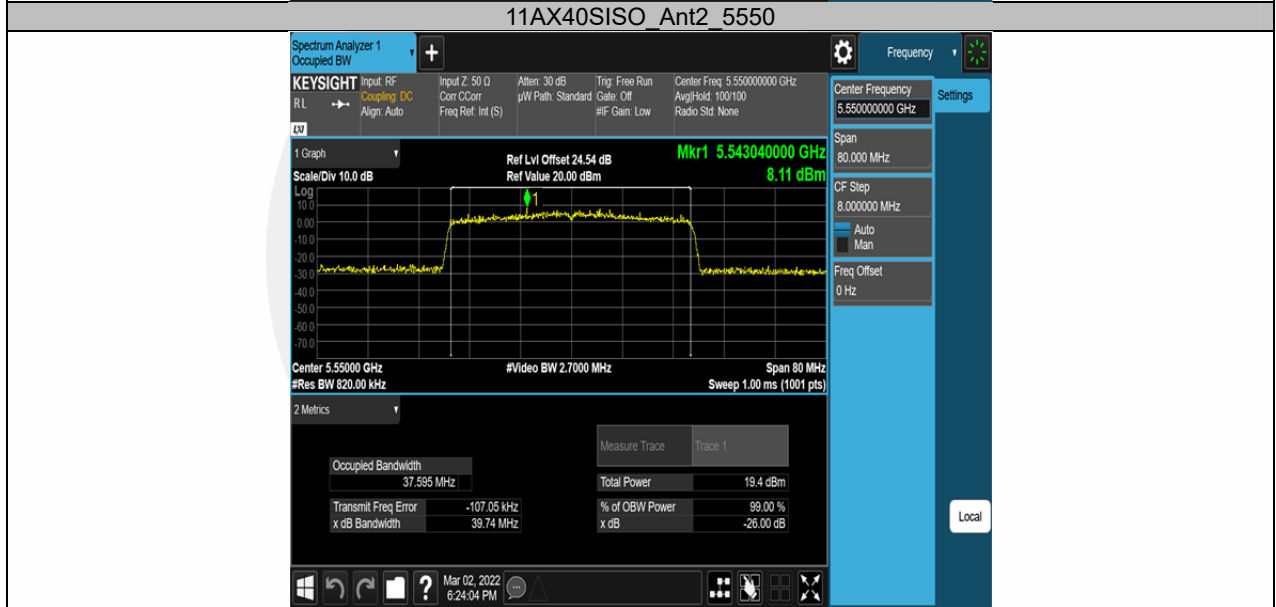 11AX40SISO_Ant2_5550
Spectrum Analyzer 1
Occupied BW
+
Frequency
KEYSIGHT
RL
LXI
Input: RF
Coupling: DC
Align: Auto
Input Z: 50 Ω
Corr CCorr
Freq Ref: Int (S)
Atten: 30 dB
µW Path: Standard
Trig: Free Run
Gate: Off
#IF Gain: Low
Center Freq: 5.550000000 GHz
Avg|Hold: 100/100
Radio Std: None
Center Frequency
5.550000000 GHz
Settings
Span
80.000 MHz
CF Step
8.000000 MHz
Auto
Man
Freq Offset
0 Hz
1 Graph
Scale/Div 10.0 dB
Ref Lvl Offset 24.54 dB
Ref Value 20.00 dBm
Mkr1 5.543040000 GHz
8.11 dBm
Log
10.0
0.00
-10.0
-20.0
-30.0
-40.0
-50.0
-60.0
-70.0
1
Center 5.55000 GHz
#Res BW 820.00 kHz
#Video BW 2.7000 MHz
Span 80 MHz
Sweep 1.00 ms (1001 pts)
2 Metrics
Measure Trace
Trace 1
Occupied Bandwidth
37.595 MHz
Total Power
19.4 dBm
Transmit Freq Error
-107.05 kHz
% of OBW Power
99.00 %
x dB Bandwidth
39.74 MHz
x dB
-26.00 dB
Local
?
Mar 02, 2022
6:24:04 PM